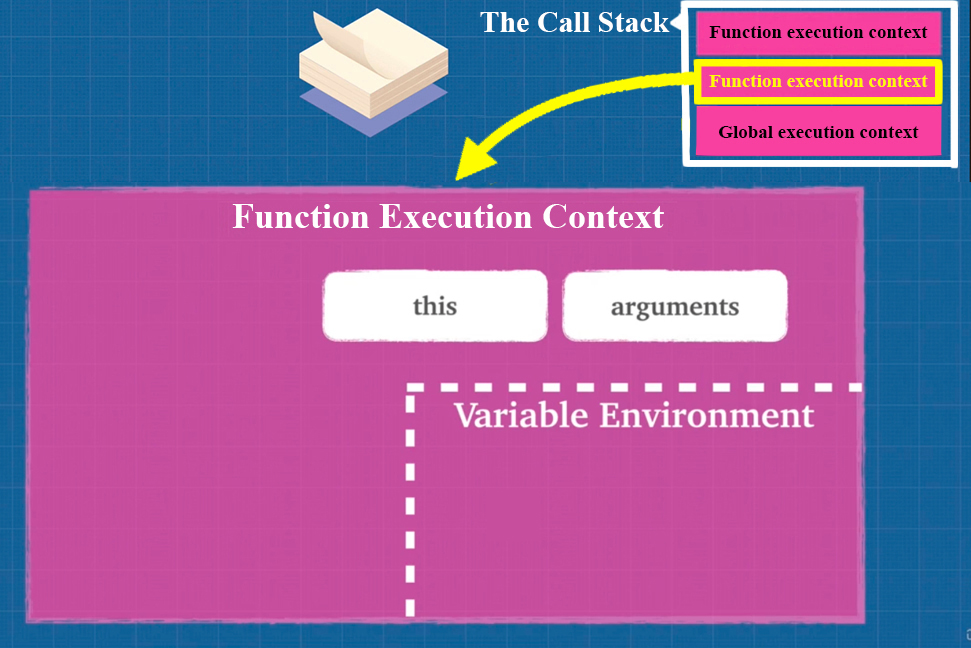 The Call Stack
Function execution context
Function execution context
Global execution context
Function Execution Context
this
arguments
Variable Environment